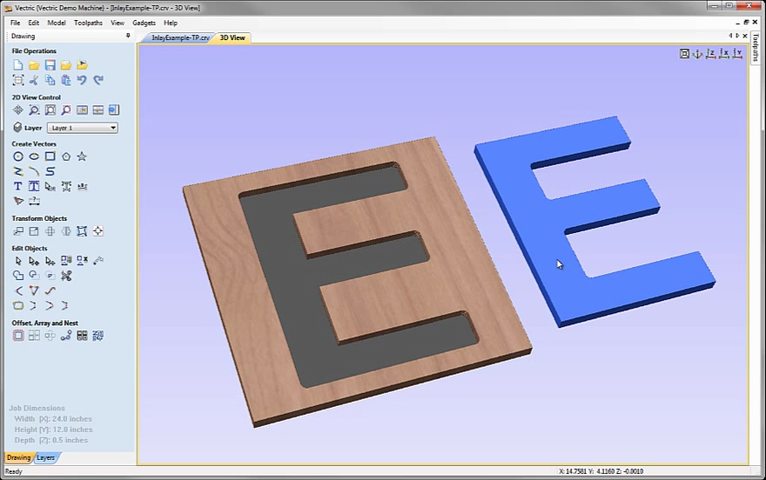 Vectric {Vectric Demo Machine} - [InlayExample-TP.crv - 3D View]
File Edit Model Toolpaths View Gadgets Help
Drawing
InlayExample-TP.crv 3D View
Toolpaths
File Operations
2D View Control
Layer Layer 1
Create Vectors
Transform Objects
Edit Objects
Offset, Array and Nest
Job Dimensions
Width (X): 24.0 inches
Height (Y): 12.0 inches
Depth (Z): 0.5 inches
Drawing Layers
Ready
X: 14.7581 Y: 4.1160 Z: -0.0010
E E